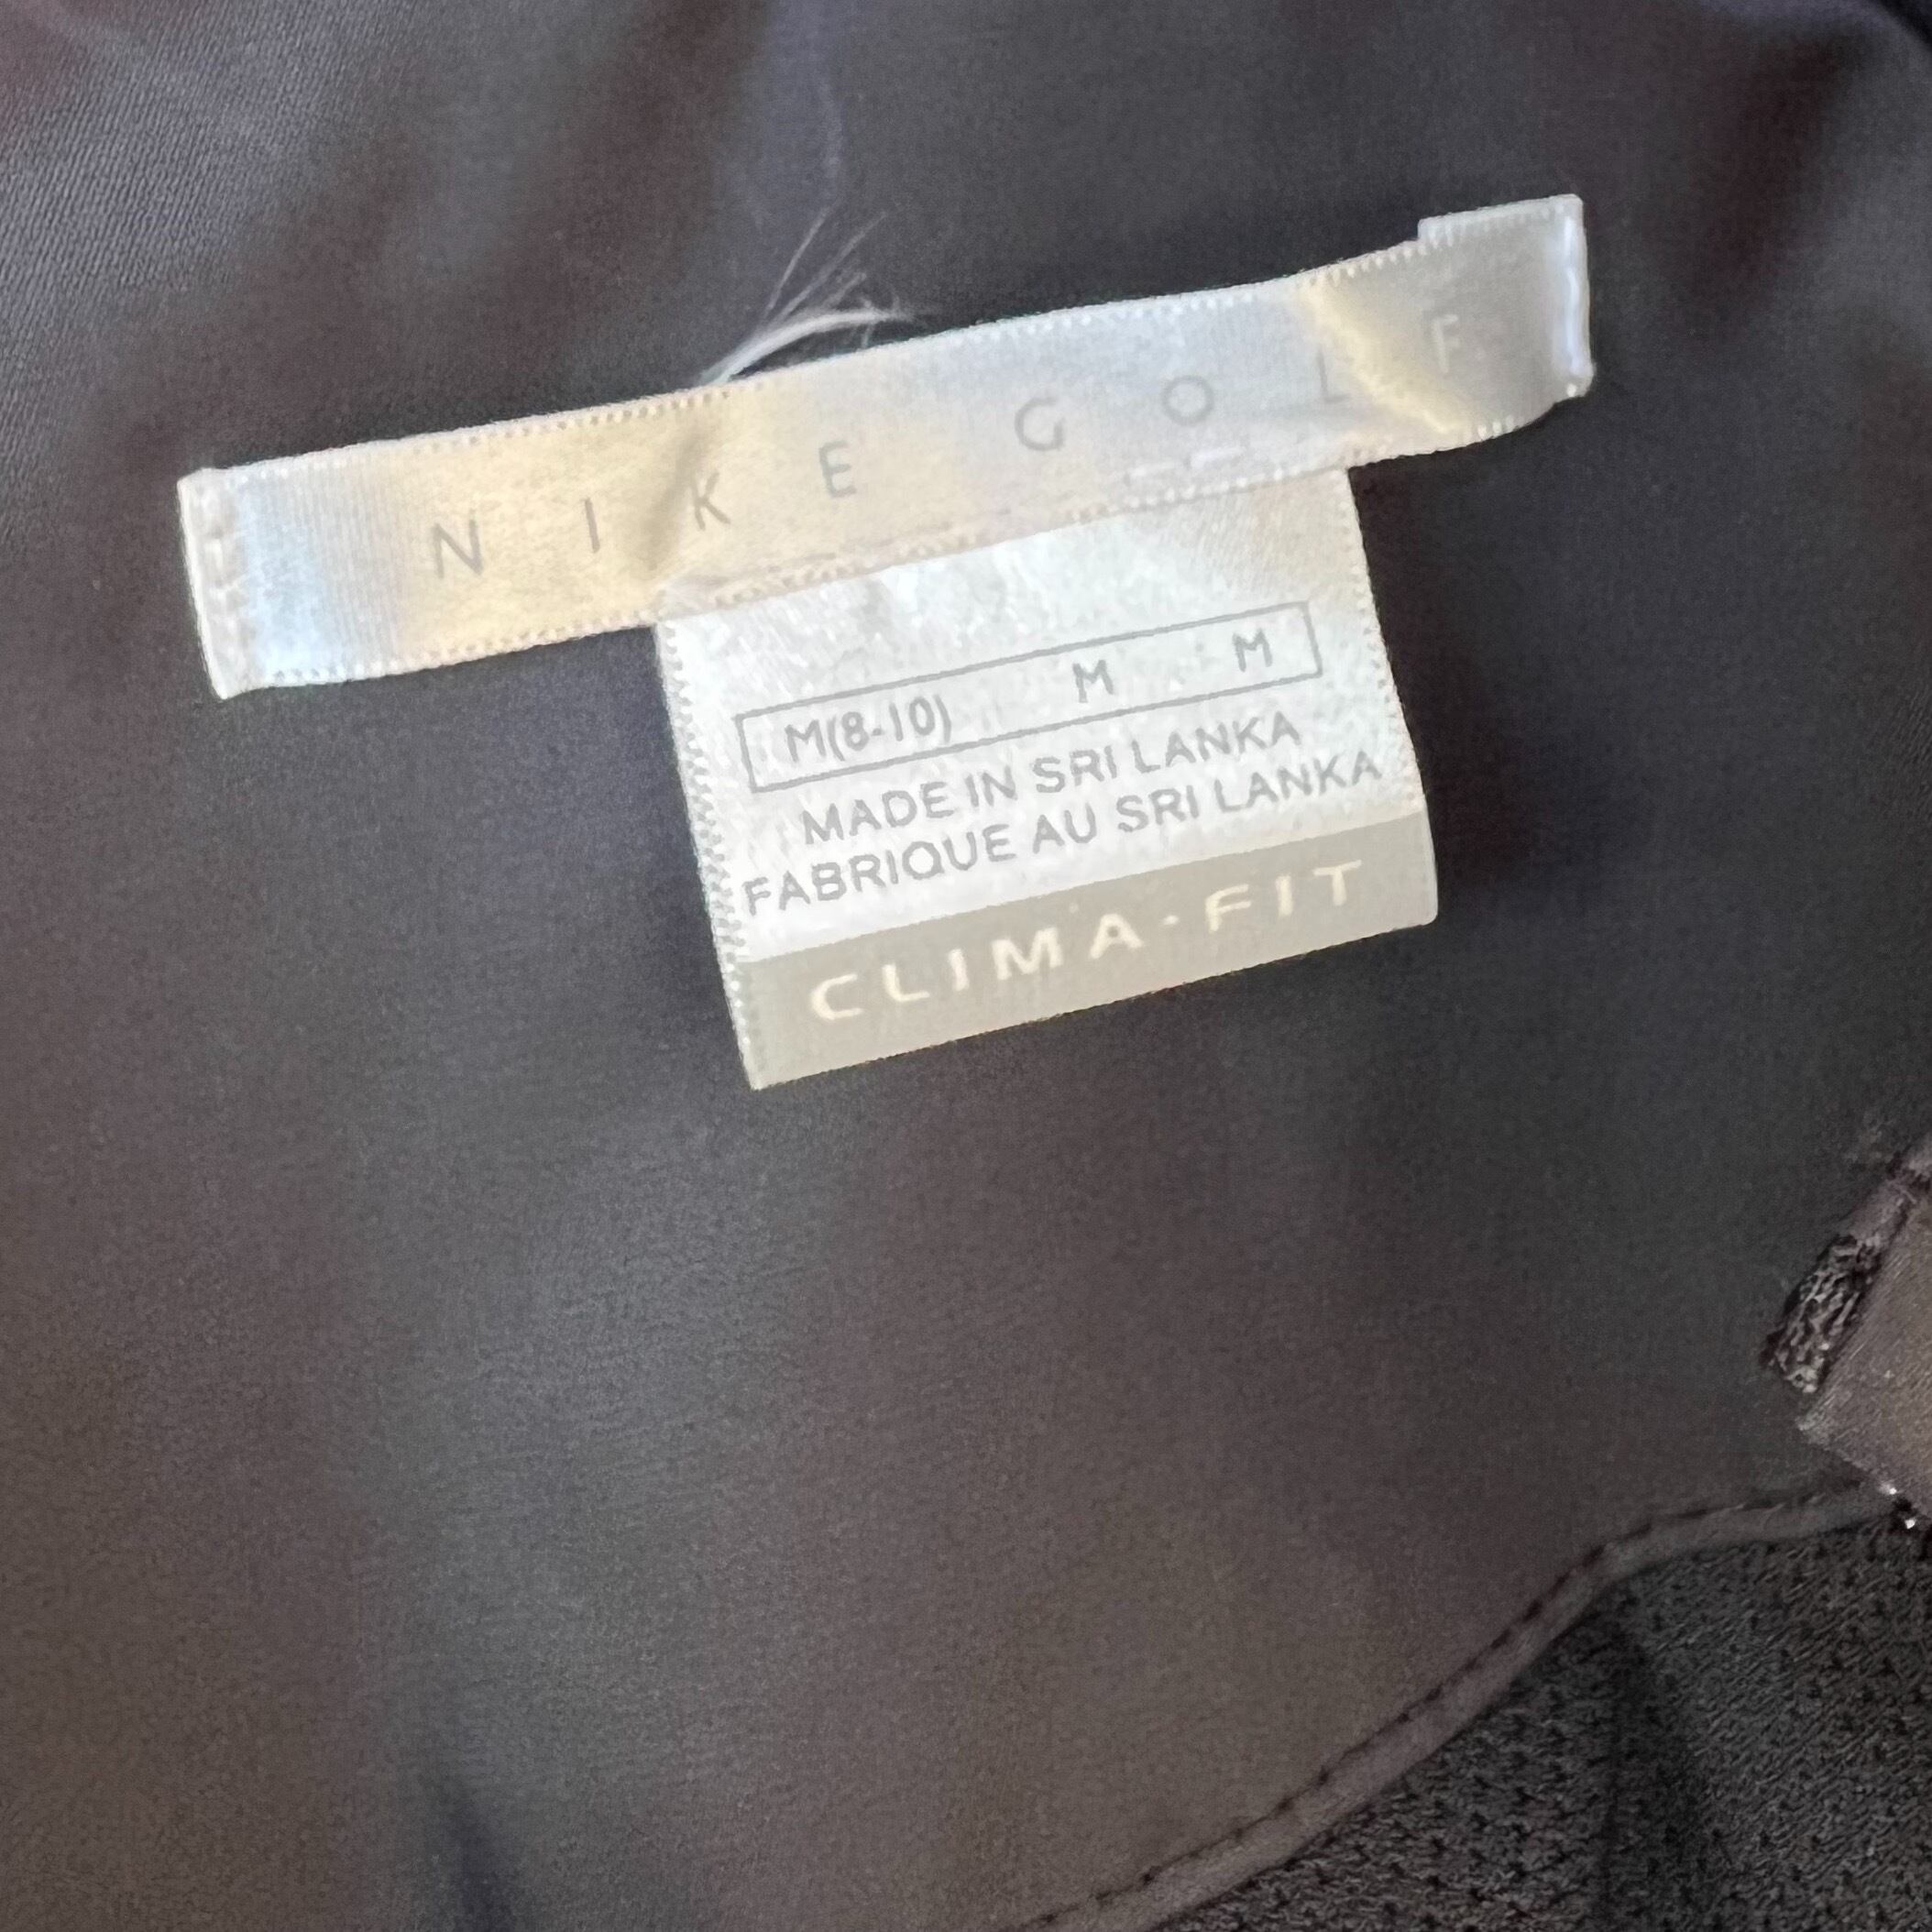 NIKE GOLF
M(8-10) M M
MADE IN SRI LANKA
FABRIQUE AU SRI LANKA
CLIMA·FIT